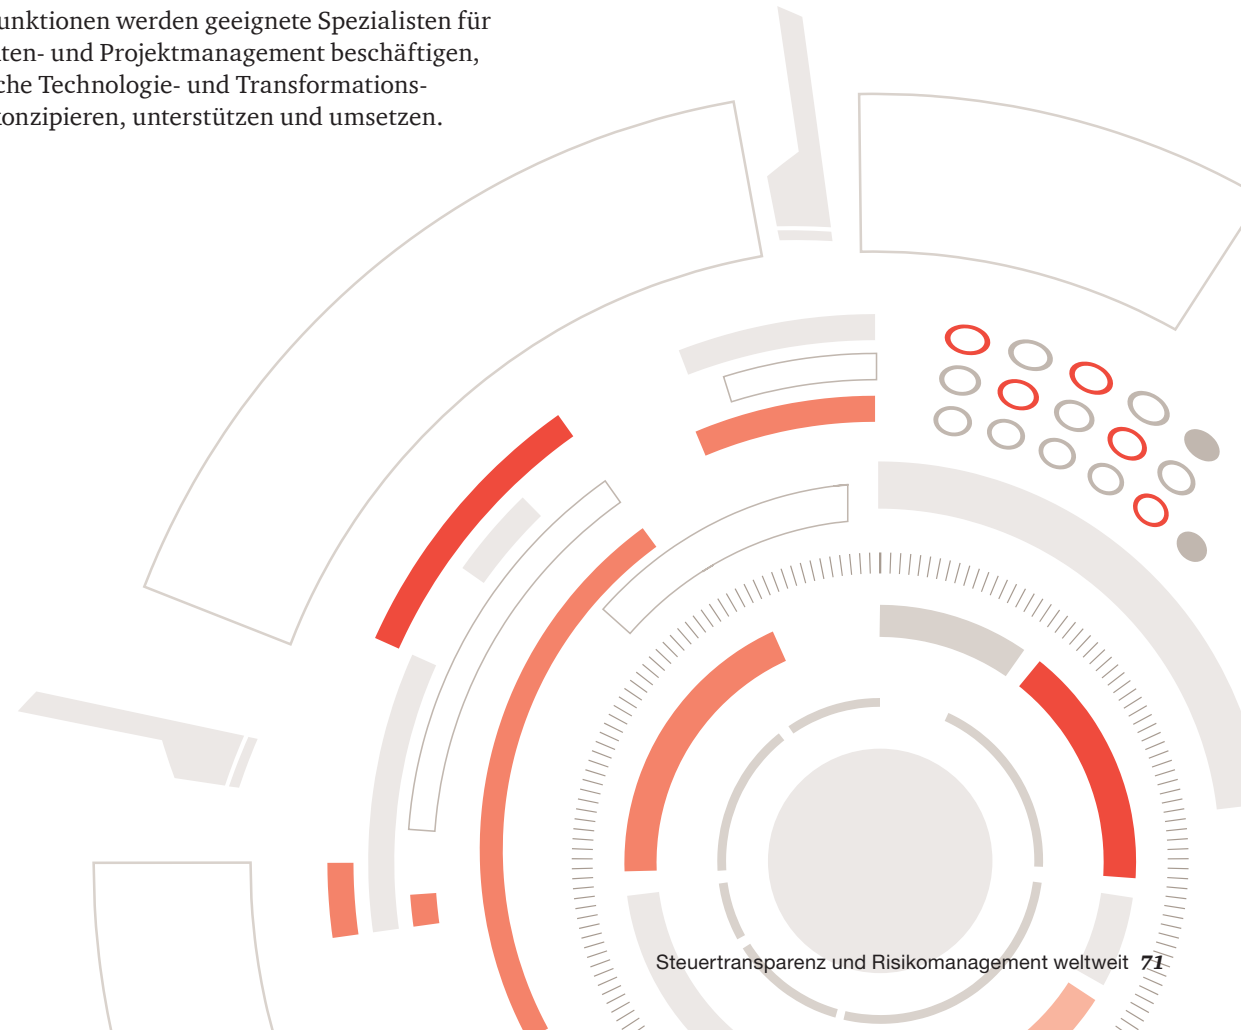 unktionen werden geeignete Spezialisten für
ten- und Projektmanagement beschäftigen,
che Technologie- und Transformations-
konzipieren, unterstützen und umsetzen.
Steuertransparenz und Risikomanagement weltweit 71